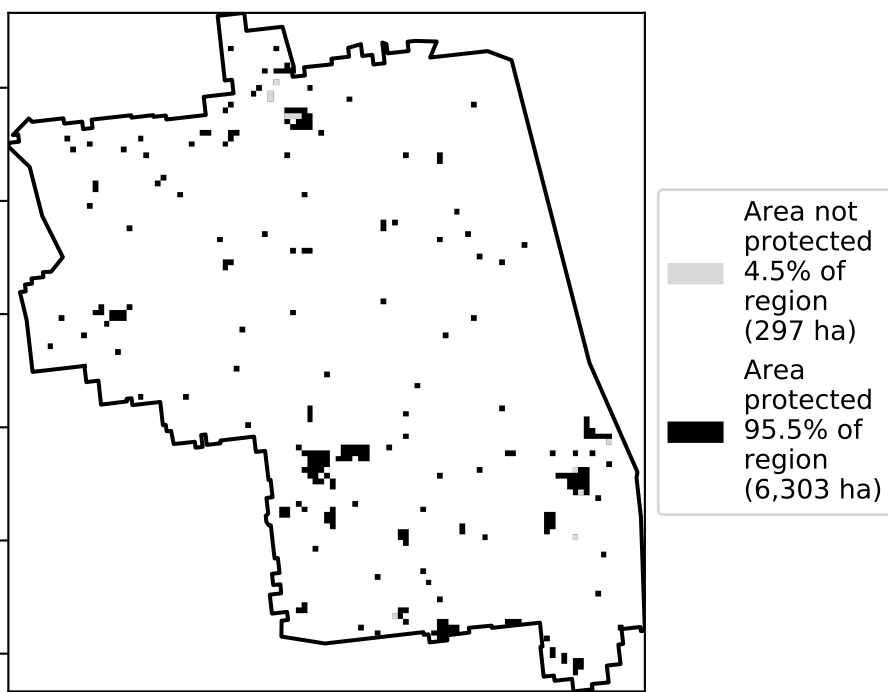 Area not
protected
4.5% of
region
(297 ha)
Area
protected
95.5% of
region
(6,303 ha)